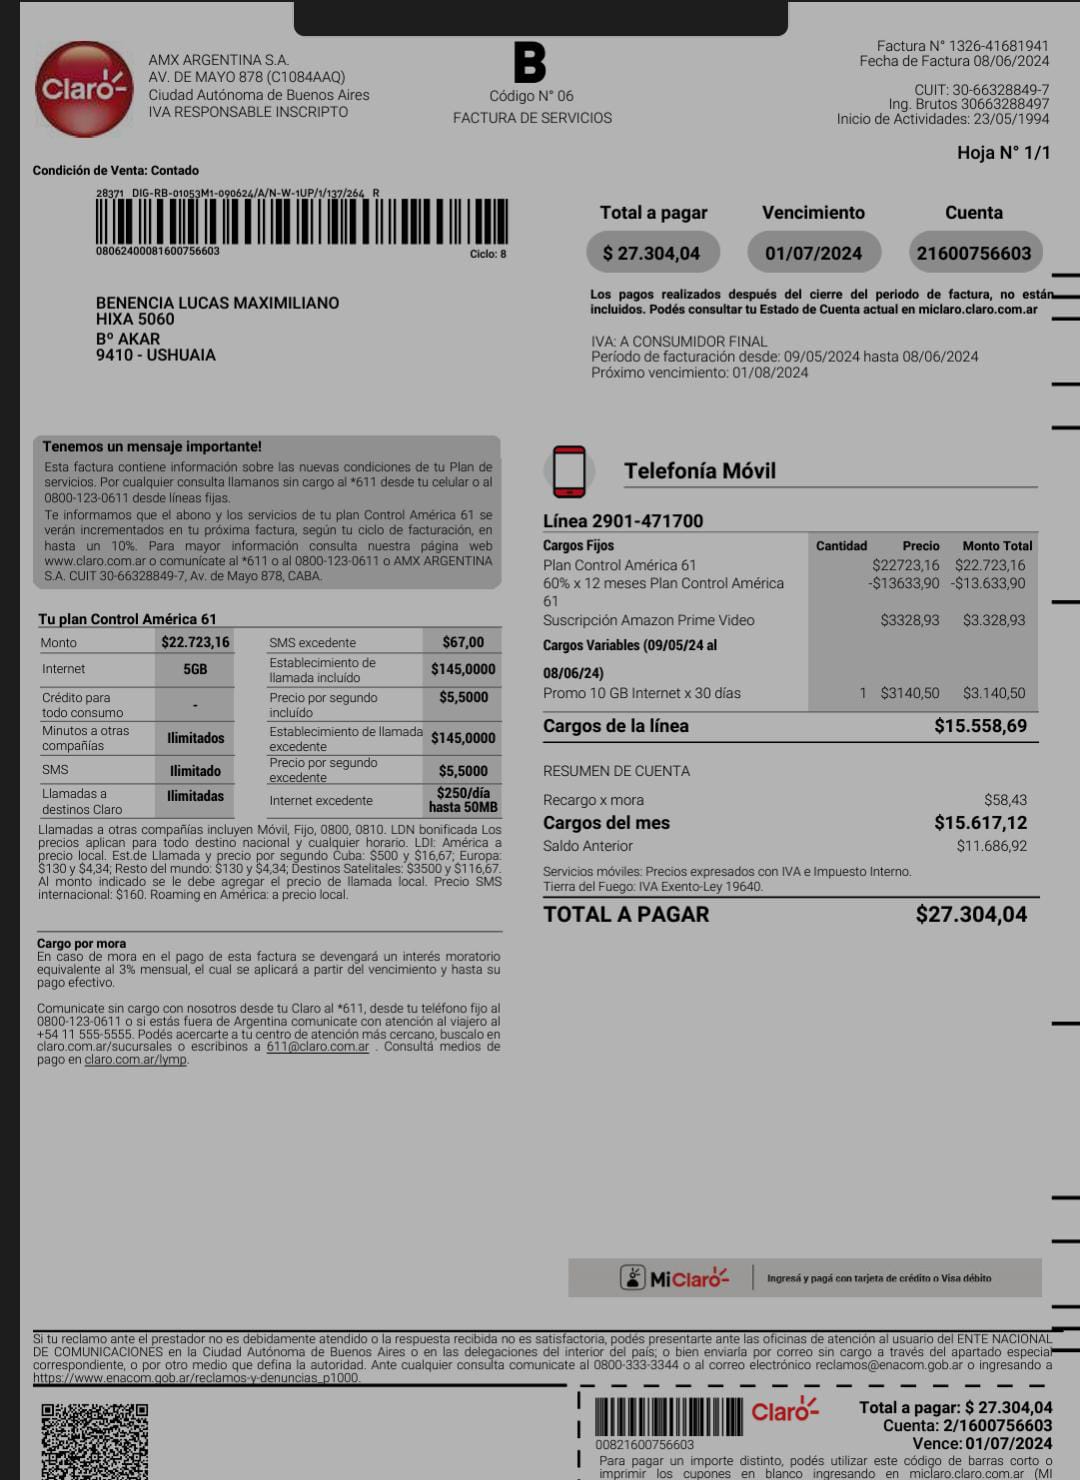 Claro
AMX ARGENTINA S.A.
AV. DE MAYO 878 (C1084AAQ)
Ciudad Autónoma de Buenos Aires
IVA RESPONSABLE INSCRIPTO
B
Código N° 06
FACTURA DE SERVICIOS
Factura N° 1326-41681941
Fecha de Factura 08/06/2024
CUIT: 30-66328849-7
Ing. Brutos 30663288497
Inicio de Actividades: 23/05/1994
Hoja N° 1/1
Condición de Venta: Contado
28371 DIG-RB-01053M1-090624/A/N-W-1UP/1/137/264 R
08062400081600756603
Ciclo: 8
BENENCIA LUCAS MAXIMILIANO
HIXA 5060
Bº AKAR
9410 - USHUAIA
Total a pagar Vencimiento Cuenta
$ 27.304,04 01/07/2024 21600756603
Los pagos realizados después del cierre del periodo de factura, no están
incluidos. Podés consultar tu Estado de Cuenta actual en miclaro.claro.com.ar
IVA: A CONSUMIDOR FINAL
Período de facturación desde: 09/05/2024 hasta 08/06/2024
Próximo vencimiento: 01/08/2024
Tenemos un mensaje importante!
Esta factura contiene información sobre las nuevas condiciones de tu Plan de
servicios. Por cualquier consulta llamanos sin cargo al *611 desde tu celular o al
0800-123-0611 desde líneas fijas.
Te informamos que el abono y los servicios de tu plan Control América 61 se
verán incrementados en tu próxima factura, según tu ciclo de facturación, en
hasta un 10%. Para mayor información consulta nuestra página web
www.claro.com.ar o comunícate al *611 o al 0800-123-0611 o AMX ARGENTINA
S.A. CUIT 30-66328849-7, Av. de Mayo 878, CABA.
Tu plan Control América 61
Monto $22.723,16
Internet 5GB
Crédito para
todo consumo -
Minutos a otras
compañías Ilimitados
SMS Ilimitado
Llamadas a
destinos Claro Ilimitadas
SMS excedente $67,00
Establecimiento de
llamada incluído $145,0000
Precio por segundo
incluído $5,5000
Establecimiento de llamada
excedente $145,0000
Precio por segundo
excedente $5,5000
Internet excedente $250/día
hasta 50MB
Llamadas a otras compañías incluyen Móvil, Fijo, 0800, 0810. LDN bonificada Los
precios aplican para todo destino nacional y cualquier horario. LDI: América a
precio local. Est.de Llamada y precio por segundo Cuba: $500 y $16,67; Europa:
$130 y $4,34; Resto del mundo: $130 y $4,34; Destinos Satelitales: $3500 y $116,67.
Al monto indicado se le debe agregar el precio de llamada local. Precio SMS
internacional: $160. Roaming en América: a precio local.
Cargo por mora
En caso de mora en el pago de esta factura se devengará un interés moratorio
equivalente al 3% mensual, el cual se aplicará a partir del vencimiento y hasta su
pago efectivo.
Comunicate sin cargo con nosotros desde tu Claro al *611, desde tu teléfono fijo al
0800-123-0611 o si estás fuera de Argentina comunicate con atención al viajero al
+54 11 555-5555. Podés acercarte a tu centro de atención más cercano, buscalo en
claro.com.ar/sucursales o escribinos a 611@claro.com.ar . Consultá medios de
pago en claro.com.ar/lymp.
Telefonía Móvil
Línea 2901-471700
Cargos Fijos Cantidad Precio Monto Total
Plan Control América 61 $22723,16 $22.723,16
60% x 12 meses Plan Control América -$13633,90 -$13.633,90
61
Suscripción Amazon Prime Video $3328,93 $3.328,93
Cargos Variables (09/05/24 al
08/06/24)
Promo 10 GB Internet x 30 días 1 $3140,50 $3.140,50
Cargos de la línea $15.558,69
RESUMEN DE CUENTA
Recargo x mora $58,43
Cargos del mes $15.617,12
Saldo Anterior $11.686,92
Servicios móviles: Precios expresados con IVA e Impuesto Interno.
Tierra del Fuego: IVA Exento-Ley 19640.
TOTAL A PAGAR $27.304,04
MiClaro Ingresá y pagá con tarjeta de crédito o Visa débito
Si tu reclamo ante el prestador no es debidamente atendido o la respuesta recibida no es satisfactoria, podés presentarte ante las oficinas de atención al usuario del ENTE NACIONAL
DE COMUNICACIONES en la Ciudad Autónoma de Buenos Aires o en las delegaciones del interior del país; o bien enviarla por correo sin cargo a través del apartado especial
correspondiente, o por otro medio que defina la autoridad. Ante cualquier consulta comunicate al 0800-333-3344 o al correo electrónico reclamos@enacom.gob.ar o ingresando a
https://www.enacom.gob.ar/reclamos-y-denuncias_p1000.
Claro
00821600756603
Total a pagar: $ 27.304,04
Cuenta: 2/1600756603
Vence: 01/07/2024
Para pagar un importe distinto, podés utilizar este código de barras corto o
imprimir los cupones en blanco ingresando en miclaro.claro.com.ar (MI